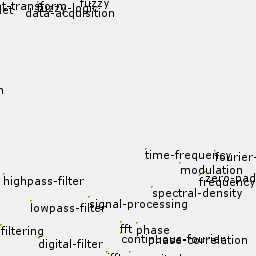 fuzzy
t-transform
fuzzy-logic
let
data-acquisition
n
time-frequency
fourier-
modulation
zero-pad
frequency
highpass-filter
spectral-density
signal-processing
lowpass-filter
fft
phase
filtering
continuous-fourier
phase-correlation
digital-filter